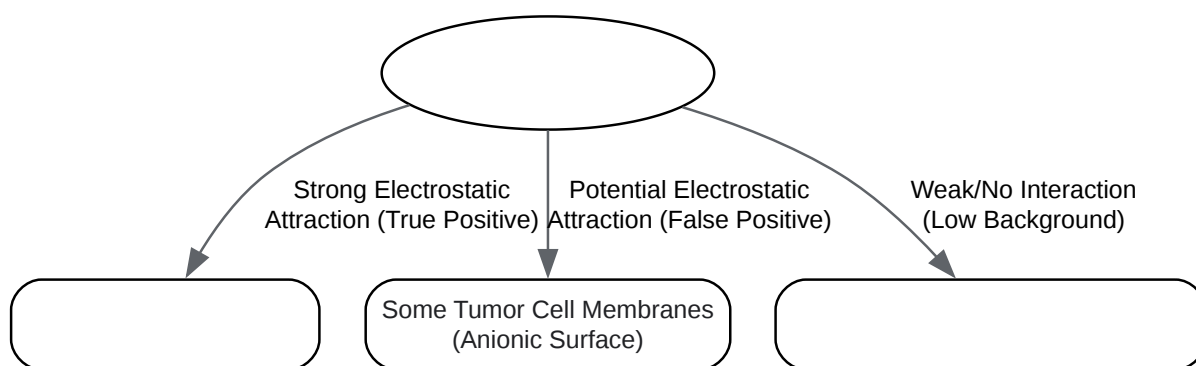 Strong Electrostatic
Attraction (True Positive)
Potential Electrostatic
Attraction (False Positive)
Weak/No Interaction
(Low Background)
Some Tumor Cell Membranes
(Anionic Surface)